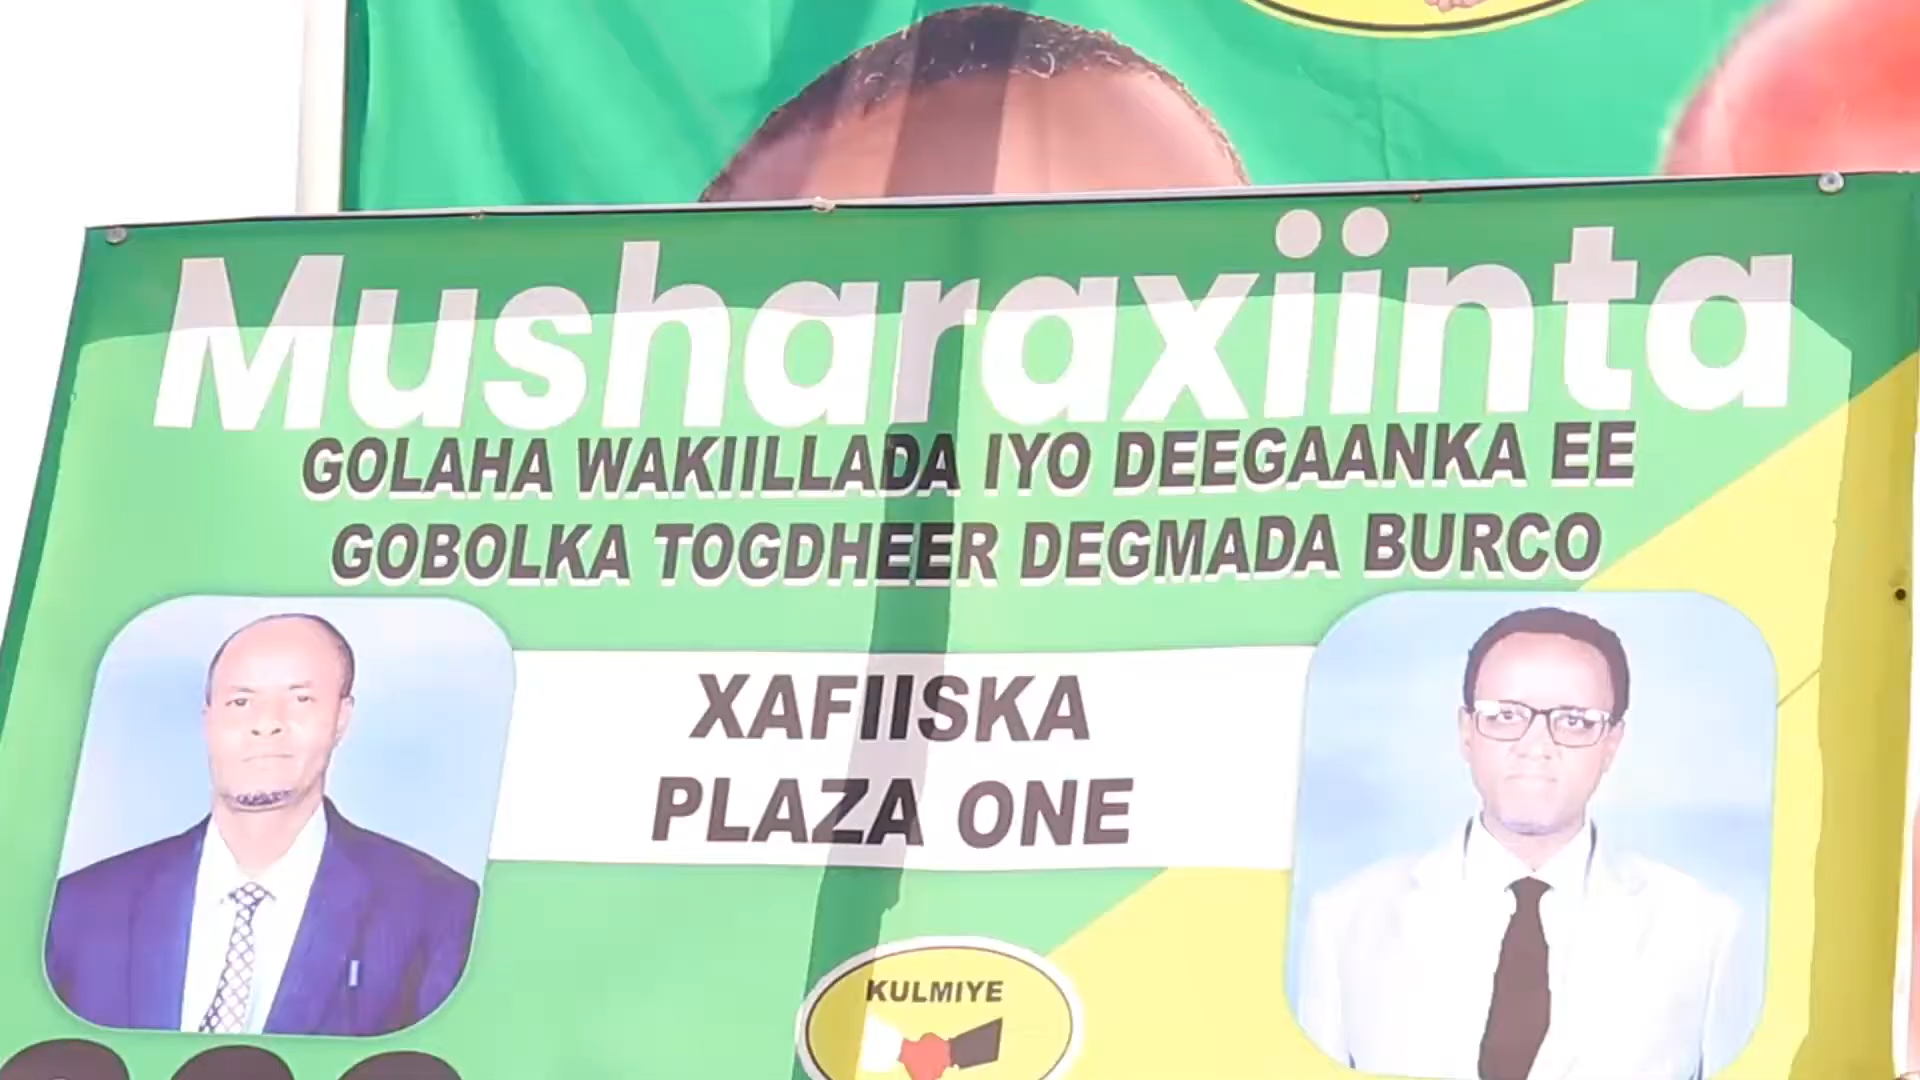 Musharaxiinta
GOLAHA WAKIILLADA IYO DEEGAANKA EE
GOBOLKA TOGDHEER DEGMADA BURCO
XAFIISKA
PLAZA ONE
KULMIYE